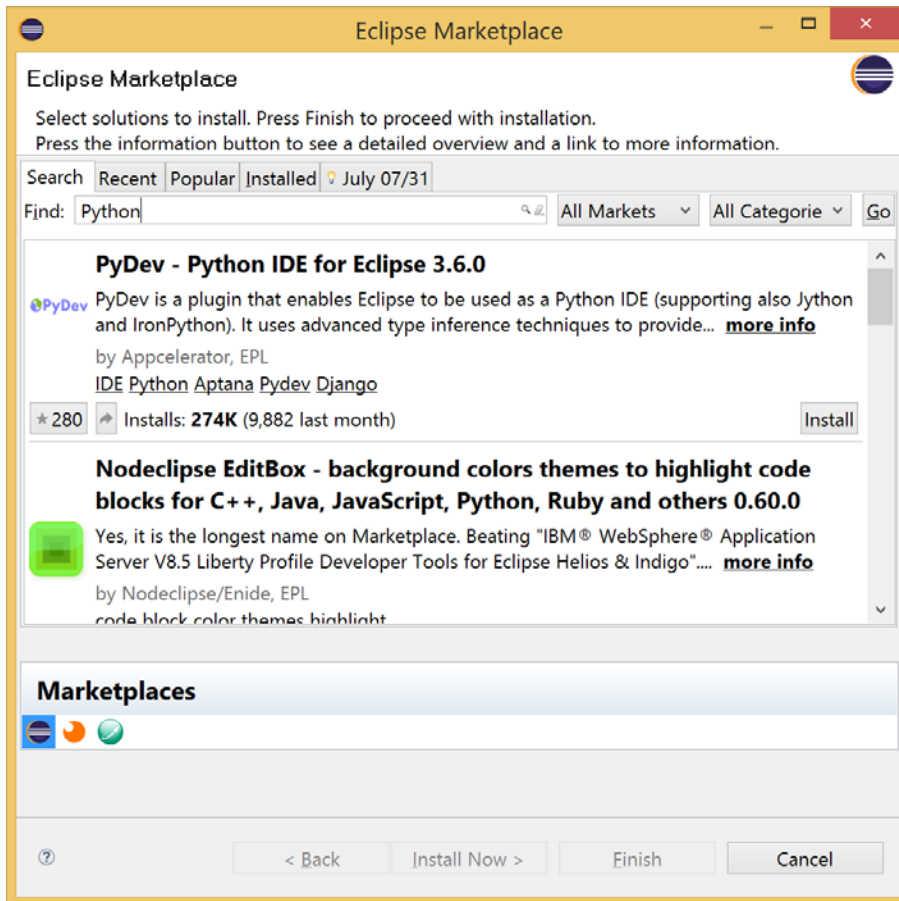 Eclipse Marketplace
Eclipse Marketplace
Select solutions to install. Press Finish to proceed with installation.
Press the information button to see a detailed overview and a link to more information.
Search Recent Popular Installed July 07/31
Find: Python All Markets All Categorie Go
PyDev - Python IDE for Eclipse 3.6.0
PyDev PyDev is a plugin that enables Eclipse to be used as a Python IDE (supporting also Jython
and IronPython). It uses advanced type inference techniques to provide... more info
by Appcelerator, EPL
IDE Python Aptana Pydev Django
280 Installs: 274K (9,882 last month) Install
Nodeclipse EditBox - background colors themes to highlight code
blocks for C++, Java, JavaScript, Python, Ruby and others 0.60.0
Yes, it is the longest name on Marketplace. Beating "IBM® WebSphere® Application
Server V8.5 Liberty Profile Developer Tools for Eclipse Helios & Indigo".... more info
by Nodeclipse/Enide, EPL
code block color themes highlight
Marketplaces
? < Back Install Now > Finish Cancel